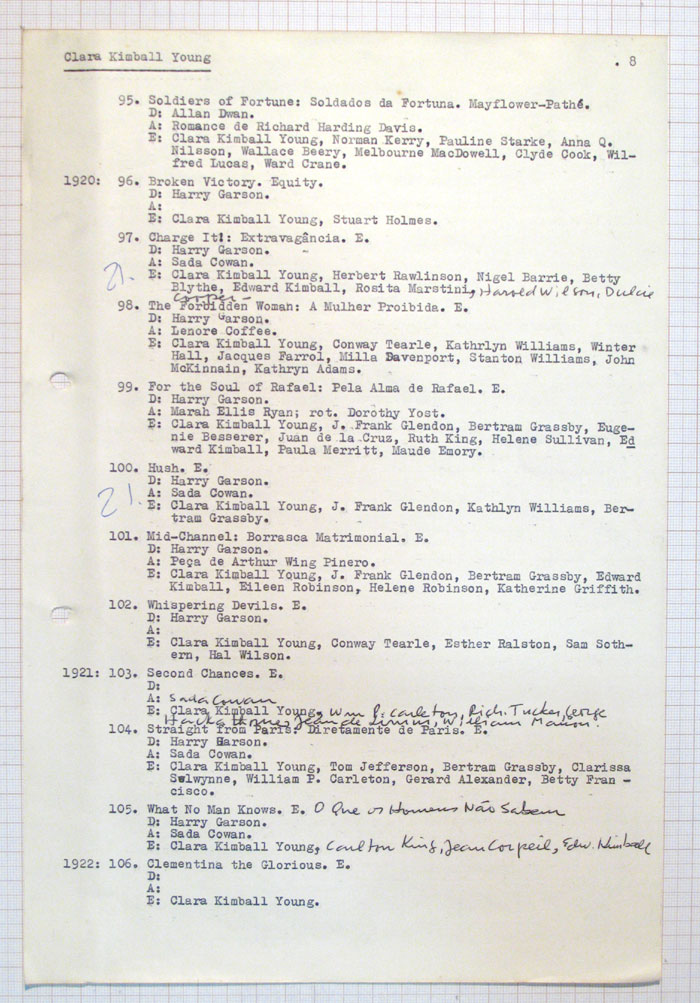 Clara Kimball Young . 8
95. Soldiers of Fortune: Soldados da Fortuna. Mayflower-Pathé.
D: Allan Dwan.
A: Romance de Richard Harding Davis.
E: Clara Kimball Young, Norman Kerry, Pauline Starke, Anna Q.
Nilsson, Wallace Beery, Melbourne MacDowell, Clyde Cook, Wil-
fred Lucas, Ward Crane.
1920: 96. Broken Victory. Equity.
D: Harry Garson.
A:
E: Clara Kimball Young, Stuart Holmes.
97. Charge It!: Extravagância. E.
D: Harry Garson.
A: Sada Cowan.
21. E: Clara Kimball Young, Herbert Rawlinson, Nigel Barrie, Betty
Blythe, Edward Kimball, Rosita Marstini, Harold Wilson, Dulcie
Cooper-
98. The Forbidden Woman: A Mulher Proibida. E.
D: Harry Garson.
A: Lenore Coffee.
E: Clara Kimball Young, Conway Tearle, Kathrlyn Williams, Winter
Hall, Jacques Farrol, Milla Davenport, Stanton Williams, John
McKinnain, Kathryn Adams.
99. For the Soul of Rafael: Pela Alma de Rafael. E.
D: Harry Garson.
A: Marah Ellis Ryan; rot. Dorothy Yost.
E: Clara Kimball Young, J. Frank Glendon, Bertram Grassby, Euge-
nie Besserer, Juan de la Cruz, Ruth King, Helene Sullivan, Ed
ward Kimball, Paula Merritt, Maude Emory.
100. Hush. E.
D: Harry Garson.
21. A: Sada Cowan.
E: Clara Kimball Young, J. Frank Glendon, Kathlyn Williams, Ber-
tram Grassby.
101. Mid-Channel: Borrasca Matrimonial. E.
D: Harry Garson.
A: Peça de Arthur Wing Pinero.
E: Clara Kimball Young, J. Frank Glendon, Bertram Grassby, Edward
Kimball, Eileen Robinson, Helene Robinson, Katherine Griffith.
102. Whispering Devils. E.
D: Harry Garson.
A:
E: Clara Kimball Young, Conway Tearle, Esther Ralston, Sam Soth-
ern, Hal Wilson.
1921: 103. Second Chances. E.
D:
A: Sada Cowan
E: Clara Kimball Young, Wm P. Carleton, Rich. Tucker, George
Hackathorne, Jean de William Marion.
104. Straight from Paris: Diretamente de Paris. E.
D: Harry Harson.
A: Sada Cowan.
E: Clara Kimball Young, Tom Jefferson, Bertram Grassby, Clarissa
Swlwynne, William P. Carleton, Gerard Alexander, Betty Fran -
cisco.
105. What No Man Knows. E. O Que os Homens Não Sabem
D: Harry Garson.
A: Sada Cowan.
E: Clara Kimball Young, Carlton King, Jean Edw. Kimball
1922: 106. Clementina the Glorious. E.
D:
A:
E: Clara Kimball Young.